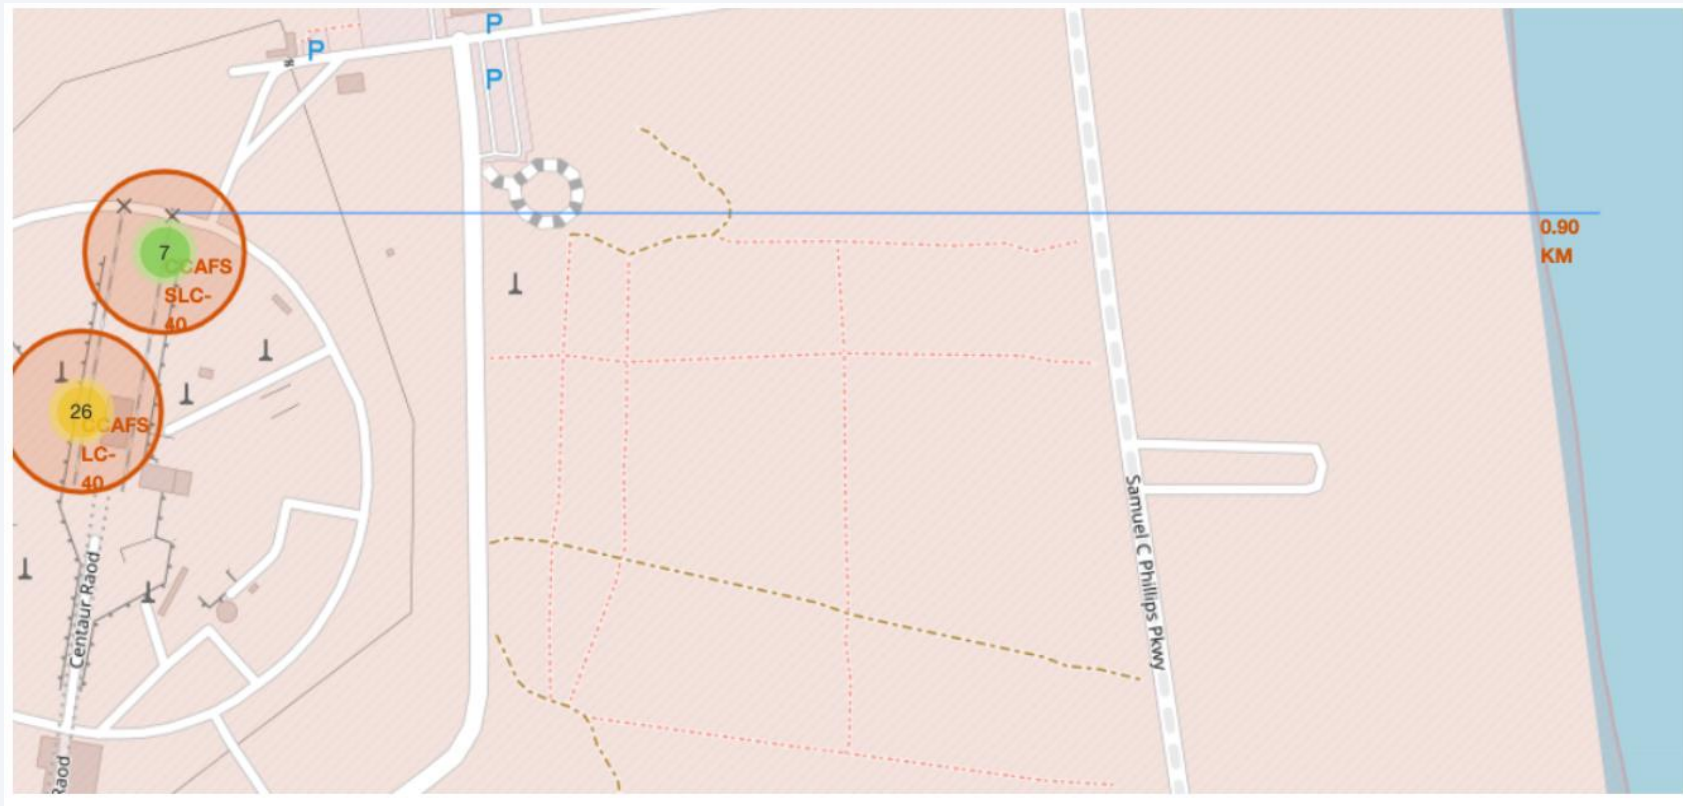 P
P
P
7
CCAFS
SLC-
40
0.90
KM
26
CCAFS
LC-
40
Samuel C Phillips Pkwy
Centaur Raod
Raod